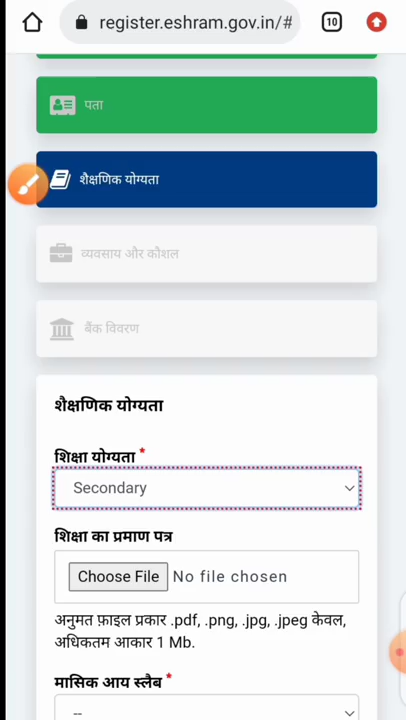 register.eshram.gov.in/#
10
पता
शैक्षणिक योग्यता
व्यवसाय और कौशल
बैंक विवरण
शैक्षणिक योग्यता
शिक्षा योग्यता *
Secondary
शिक्षा का प्रमाण पत्र
Choose File No file chosen
अनुमत फ़ाइल प्रकार .pdf, .png, .jpg, .jpeg केवल,
अधिकतम आकार 1 Mb.
मासिक आय स्लैब *
--